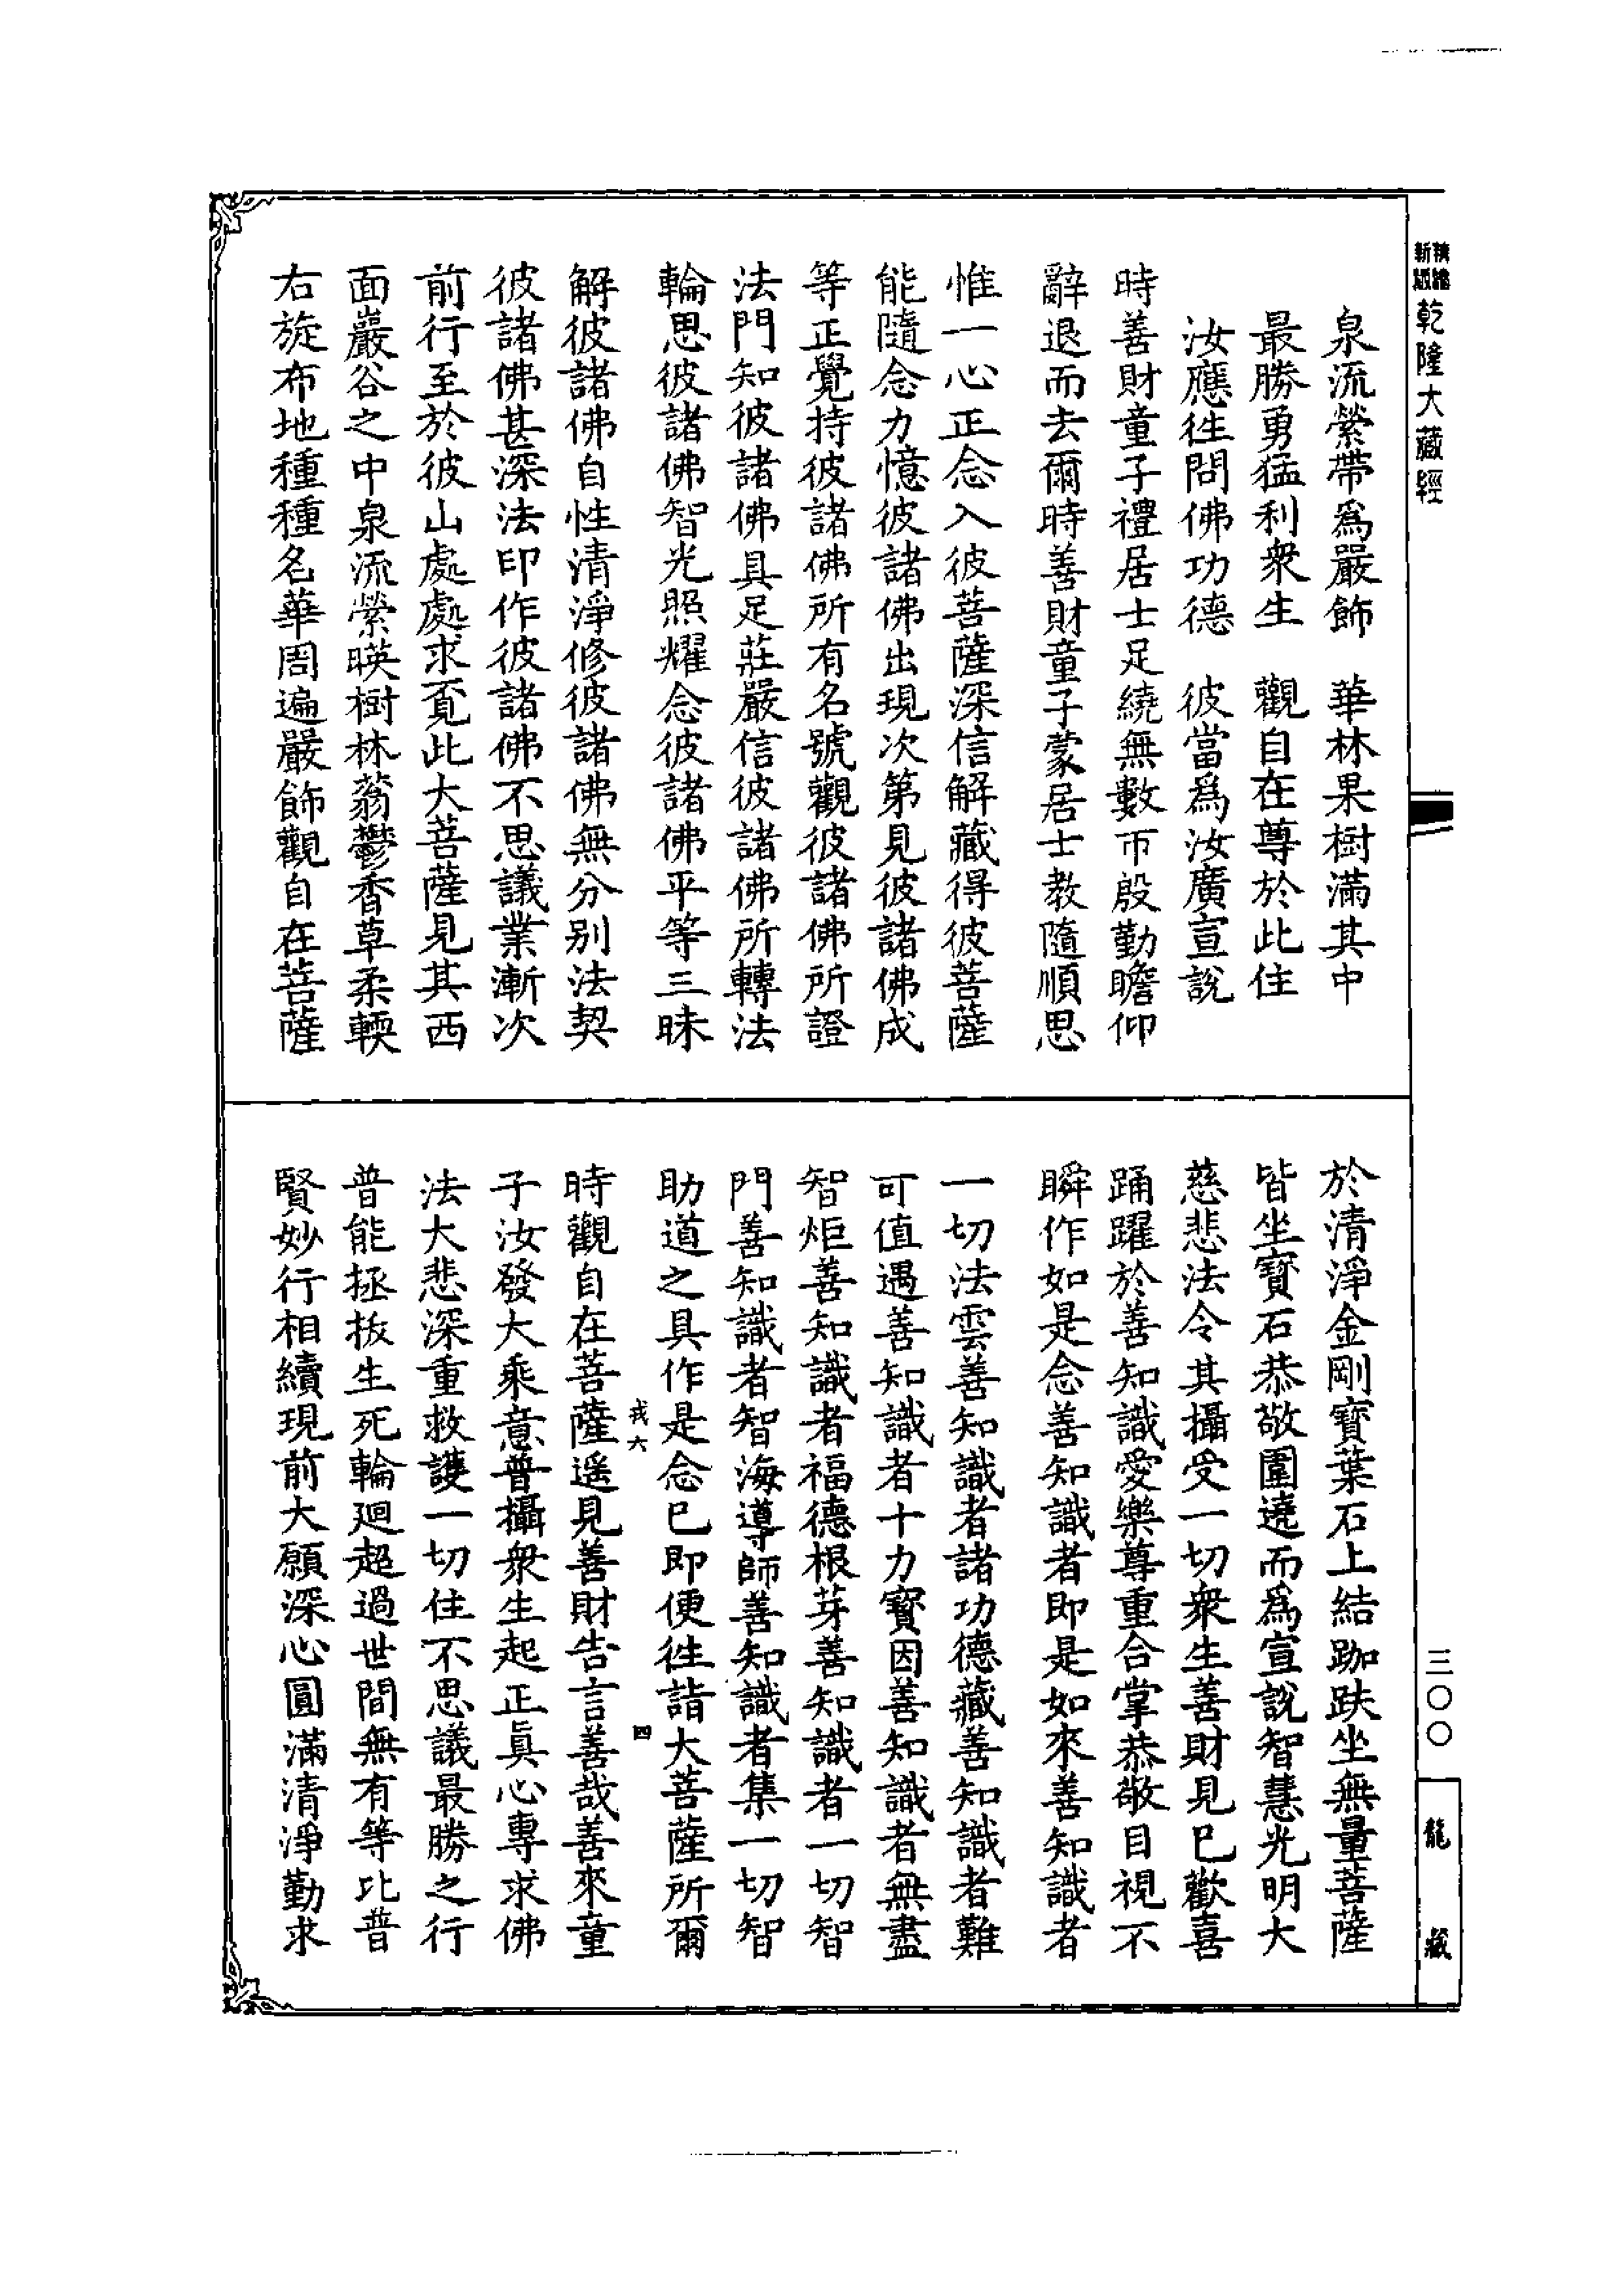 新版精縮
乾隆大藏經
泉流縈帶為嚴飾　華林果樹滿其中
最勝勇猛利衆生　觀自在尊於此住
汝應往問佛功德　彼當為汝廣宣說
時善財童子禮居士足繞無數帀殷勤瞻仰
辭退而去爾時善財童子蒙居士教隨順思
惟一心正念入彼菩薩深信解藏得彼菩薩
能隨念力憶彼諸佛出現次第見彼諸佛成
等正覺持彼諸佛所有名號觀彼諸佛所證
法門知彼諸佛具足莊嚴信彼諸佛所轉法
輪思彼諸佛智光照耀念彼諸佛平等三昧
解彼諸佛自性清淨修彼諸佛無分別法契
彼諸佛甚深法印作彼諸佛不思議業漸次
前行至於彼山處處求覓此大菩薩見其西
面巖谷之中泉流縈暎樹林蓊鬱香草柔輭
右旋布地種種名華周遍嚴飾觀自在菩薩
於清淨金剛寶葉石上結跏趺坐無量菩薩
皆坐寶石恭敬圍遶而為宣說智慧光明大
慈悲法令其攝受一切衆生善財見已歡喜
踊躍於善知識愛樂尊重合掌恭敬目視不
瞬作如是念善知識者即是如來善知識者
一切法雲善知識者諸功德藏善知識者難
可值遇善知識者十力寶因善知識者無盡
智炬善知識者福德根芽善知識者一切智
門善知識者智海導師善知識者集一切智
助道之具作是念已即便往詣大菩薩所爾
戎六　四
時觀自在菩薩遥見善財告言善哉善來童
子汝發大乘意普攝衆生起正真心專求佛
法大悲深重救護一切住不思議最勝之行
普能拯拔生死輪廻超過世間無有等比普
賢妙行相續現前大願深心圓滿清淨勤求
三〇〇
龍藏